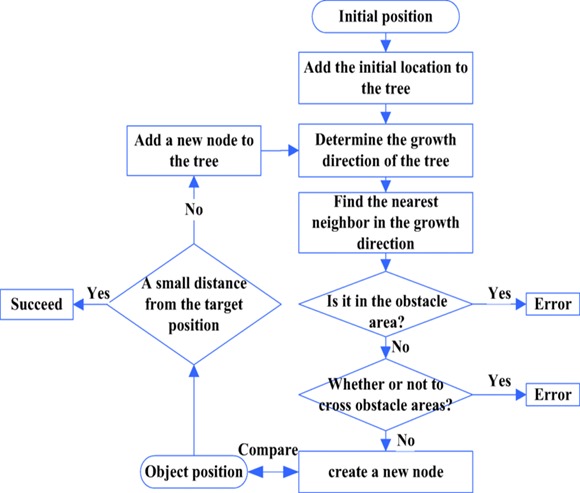 Initial position
Add the initial location to
the tree
Add a new node to
the tree
Determine the growth
direction of the tree
Find the nearest
neighbor in the growth
direction
No
A small distance
from the target
position
Yes
Succeed
Is it in the obstacle
area?
Yes
Error
No
Whether or not to
cross obstacle areas?
Yes
Error
No
Compare
Object position
create a new node